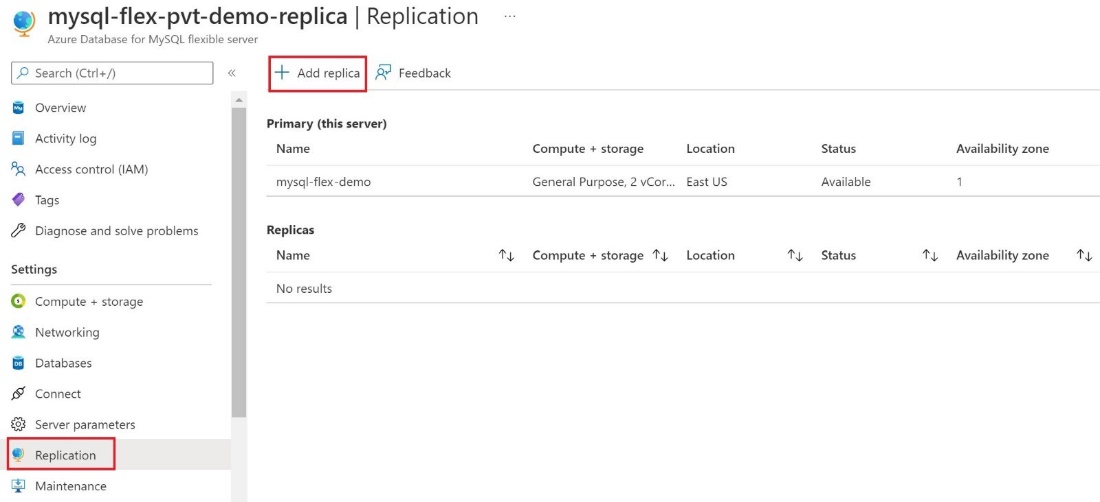 mysql-flex-pvt-demo-replica | Replication ...
Azure Database for MySQL flexible server
Search (Ctrl+/) «
+ Add replica Feedback
Overview
Activity log
Access control (IAM)
Tags
Diagnose and solve problems
Settings
Compute + storage
Networking
Databases
Connect
Server parameters
Replication
Maintenance
Primary (this server)
Name Compute + storage Location Status Availability zone
mysql-flex-demo General Purpose, 2 vCor... East US Available 1
Replicas
Name ↑↓ Compute + storage ↑↓ Location ↑↓ Status ↑↓ Availability zone ↑↓
No results